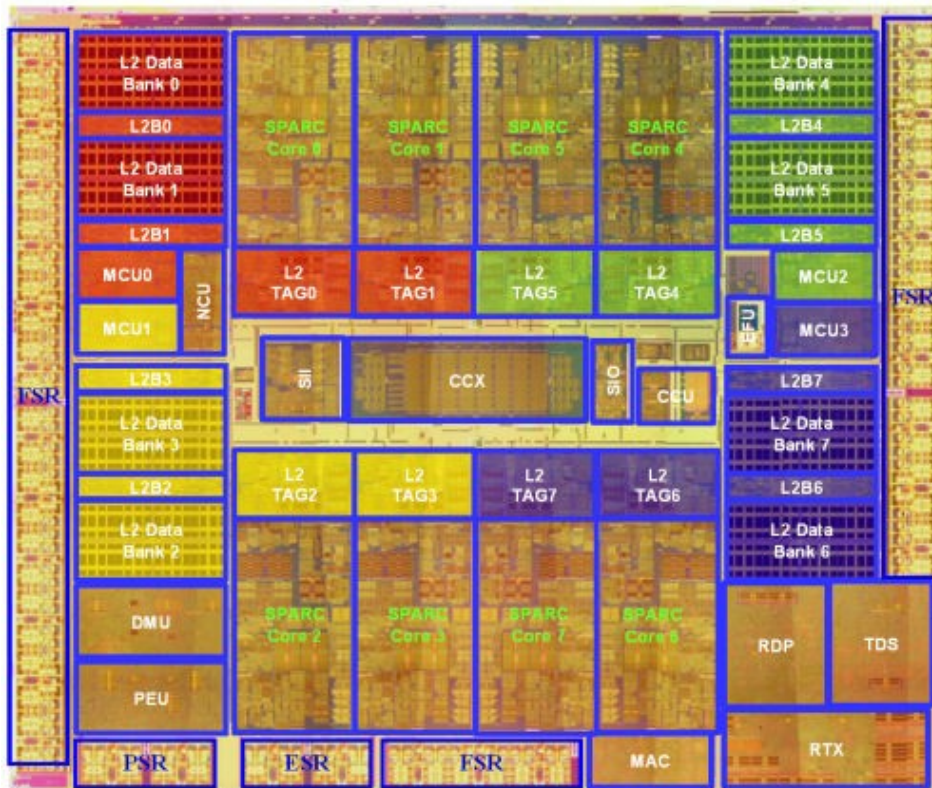 L2 Data
Bank 0
L2B0
L2 Data
Bank 1
L2B1
MCU0
NCU
MCU1
SPARC
Core 0
SPARC
Core 1
SPARC
Core 5
SPARC
Core 4
L2
TAG0
L2
TAG1
L2
TAG5
L2
TAG4
L2 Data
Bank 4
L2B4
L2 Data
Bank 5
L2B5
MCU2
EFU
MCU3
FSR
FSR
SII
CCX
SIO
CCU
L2B3
L2 Data
Bank 3
L2B2
L2 Data
Bank 2
DMU
PEU
L2
TAG2
L2
TAG3
L2
TAG7
L2
TAG6
SPARC
Core 2
SPARC
Core 3
SPARC
Core 7
SPARC
Core 6
L2B7
L2 Data
Bank 7
L2B6
L2 Data
Bank 6
RDP
TDS
RTX
PSR
ESR
FSR
MAC